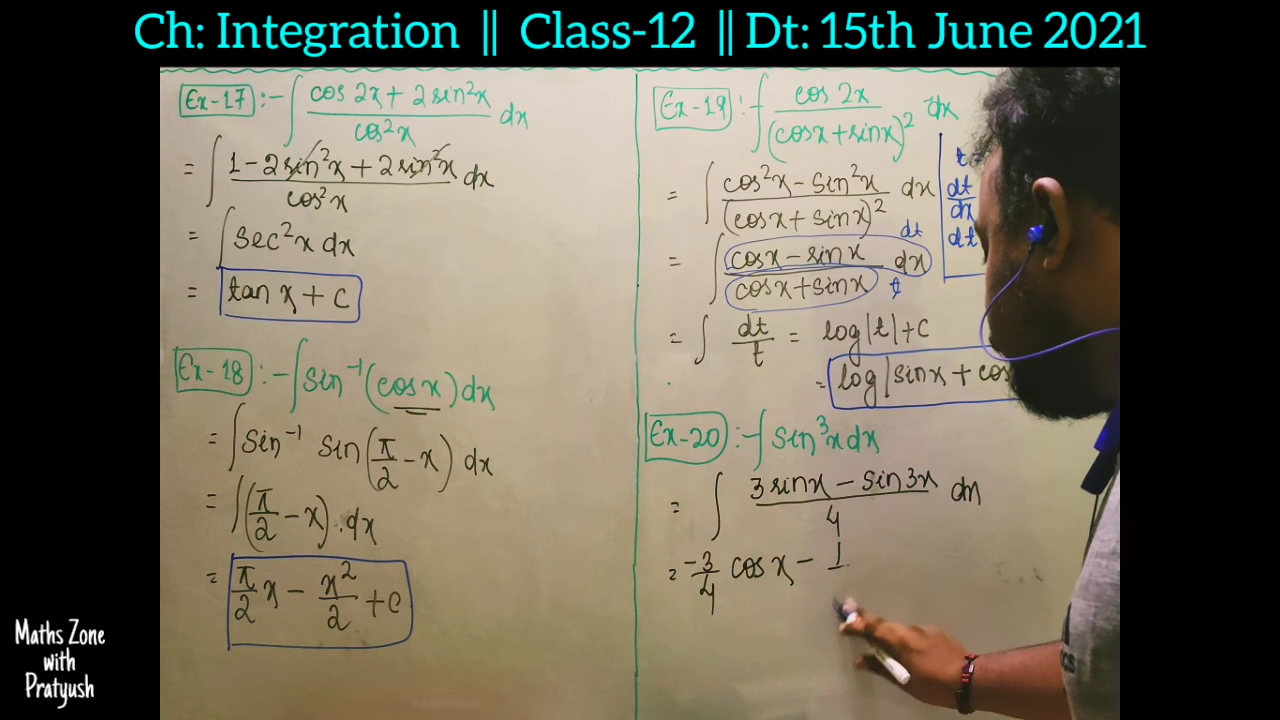 Ch: Integration || Class-12 || Dt: 15th June 2021
Ex-17 :- ∫ (cos 2x + 2 sin²x)/(cos²x) dx
= ∫ (1 - 2 sin²x + 2 sin²x)/(cos²x) dx
= ∫ sec²x dx
= tan x + c
Ex-18 :- ∫ sin⁻¹ (cos x) dx
= ∫ sin⁻¹ sin (π/2 - x) dx
= ∫ (π/2 - x) . dx
= π/2 x - x²/2 + c
Ex-19 :- ∫ cos 2x/(cosx + sinx)² dx
= ∫ (cos²x - sin²x)/(cosx + sinx)² dx
t =
dt/dx
dt
= ∫ (cosx - sinx)/(cosx + sinx) dx dt t
= ∫ dt/t = log|t| + c
= log|sinx + cos
Ex-20 :- ∫ sin³x dx
= ∫ (3 sinx - sin3x)/4 dx
= -3/4 cos x - 1
Maths Zone
with
Pratyush